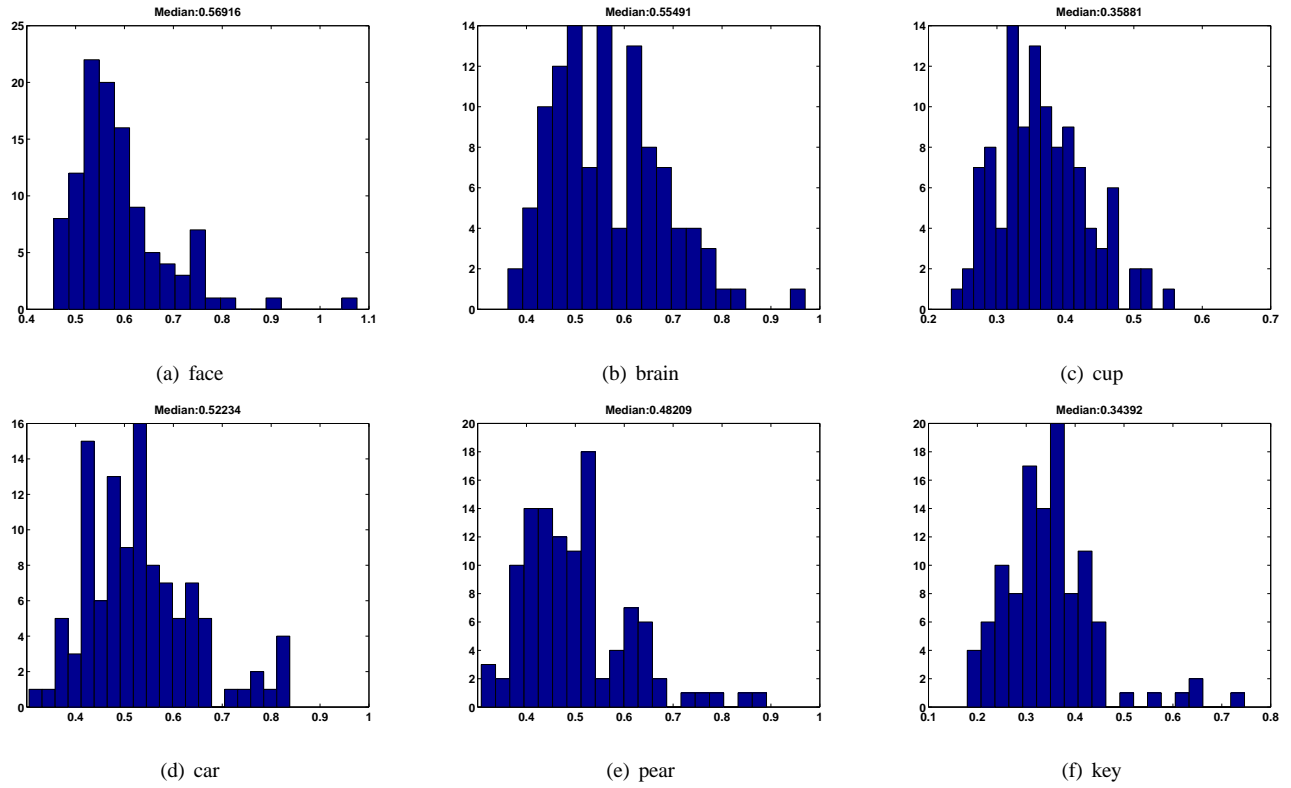 Median:0.56916
25
20
15
10
5
0
0.4 0.5 0.6 0.7 0.8 0.9 1 1.1
(a) face
Median:0.55491
14
12
10
8
6
4
2
0
0.4 0.5 0.6 0.7 0.8 0.9 1
(b) brain
Median:0.35881
14
12
10
8
6
4
2
0
0.2 0.3 0.4 0.5 0.6 0.7
(c) cup
Median:0.52234
16
14
12
10
8
6
4
2
0
0.4 0.5 0.6 0.7 0.8 0.9 1
(d) car
Median:0.48209
20
18
16
14
12
10
8
6
4
2
0
0.4 0.5 0.6 0.7 0.8 0.9 1
(e) pear
Median:0.34392
20
18
16
14
12
10
8
6
4
2
0
0.1 0.2 0.3 0.4 0.5 0.6 0.7 0.8
(f) key